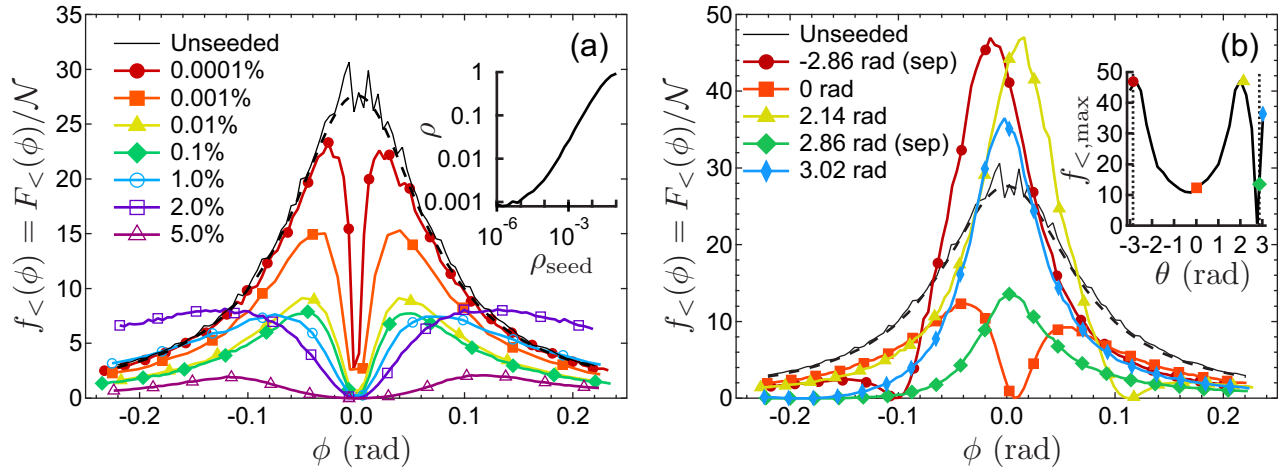 (a)
f<(ϕ) = F<(ϕ)/𝒩
35
30
25
20
15
10
5
0
Unseeded
0.0001%
0.001%
0.01%
0.1%
1.0%
2.0%
5.0%
ρ
1
0.1
0.01
0.001
10⁻⁶ 10⁻³
ρseed
-0.2 -0.1 0.0 0.1 0.2
ϕ (rad)
(b)
f<(ϕ) = F<(ϕ)/𝒩
50
40
30
20
10
0
Unseeded
-2.86 rad (sep)
0 rad
2.14 rad
2.86 rad (sep)
3.02 rad
f<,max
50
40
30
20
10
0
-3 -2 -1 0 1 2 3
θ (rad)
-0.2 -0.1 0.0 0.1 0.2
ϕ (rad)